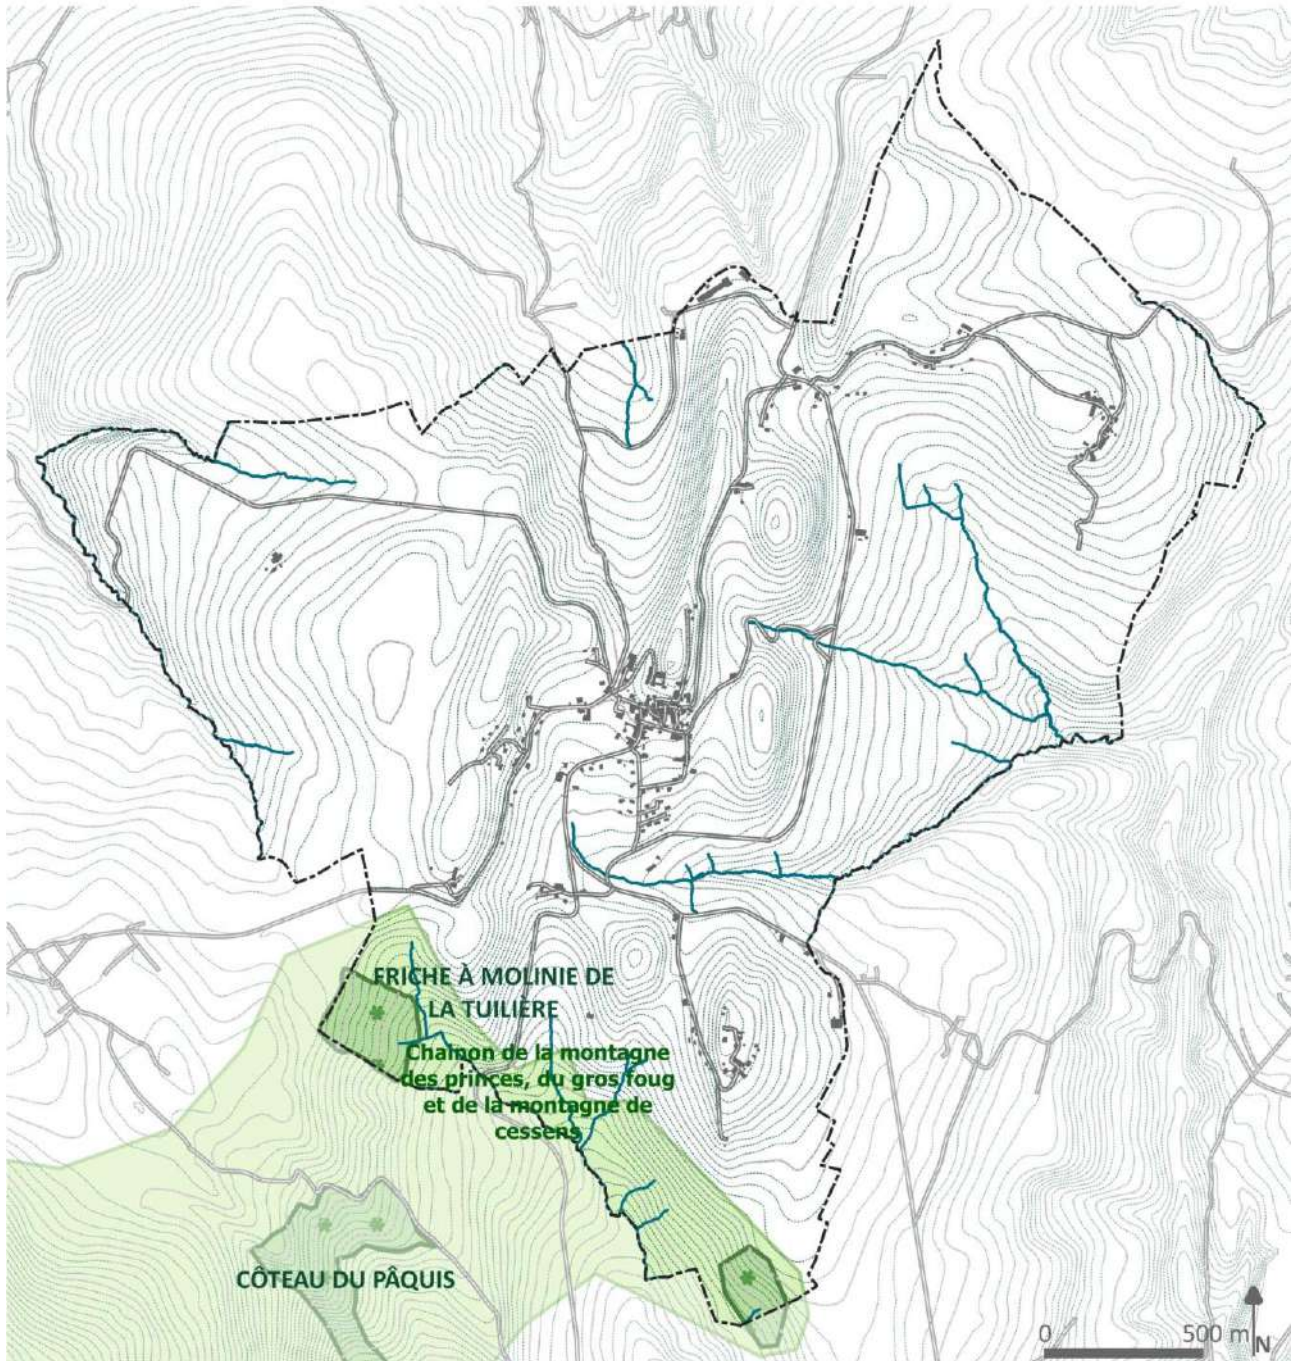 FRICHE À MOLINIE DE
LA TUILIÈRE
Chaînon de la montagne
des princes, du gros foug
et de la montagne de
cessens
CÔTEAU DU PÂQUIS
0 500 m
N